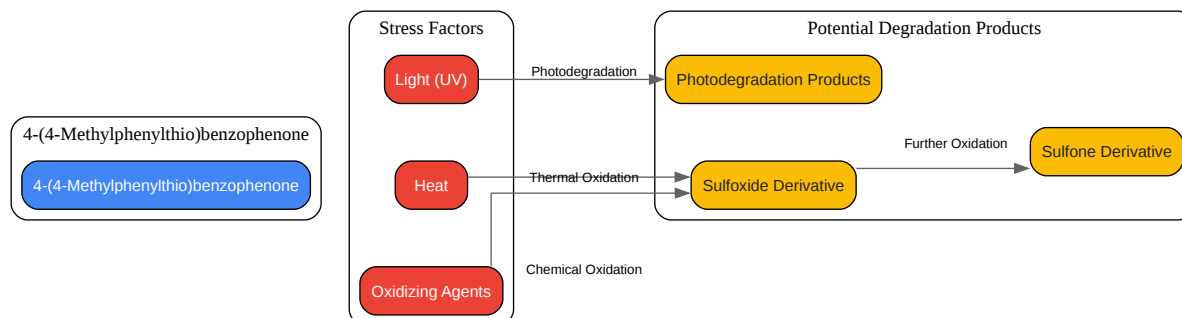 Stress Factors
Potential Degradation Products
Light (UV)
Photodegradation
Photodegradation Products
4-(4-Methylphenylthio)benzophenone
4-(4-Methylphenylthio)benzophenone
Heat
Thermal Oxidation
Sulfoxide Derivative
Further Oxidation
Sulfone Derivative
Oxidizing Agents
Chemical Oxidation